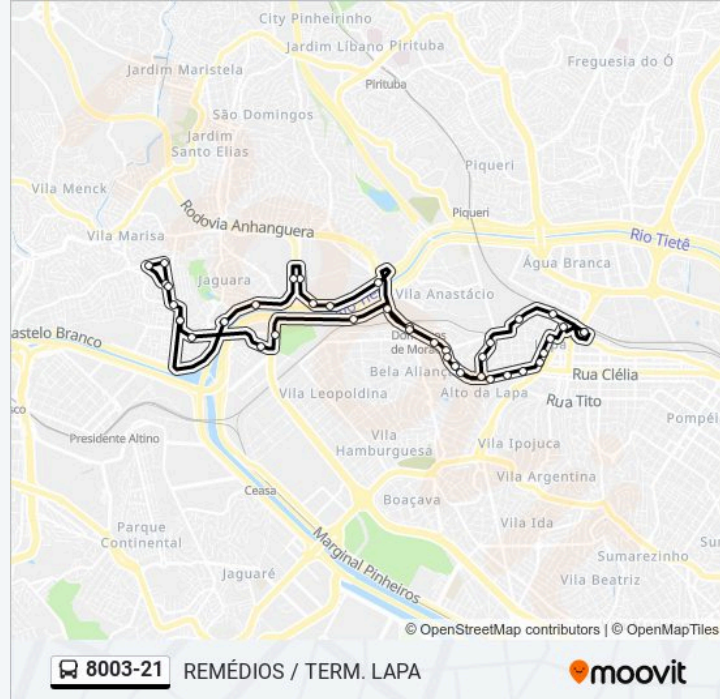 City Pinheirinho
Jardim Líbano Pirituba
Jardim Maristela
Freguesia do Ó
Pirituba
São Domingos
Jardim
Santo Elias
Piqueri
Vila Menck
Rodovia Anhanguera
Piqueri
Vila Marisa
Rio Tietê
Água Branca
Jaguara
Vila Anastácio
astelo Branco
de Morae
Bela Aliança
Rua Clélia
Vila Leopoldina
Alto da Lapa
Rua Tito
Pompéi
Presidente Altino
Vila
Hamburguesa
Vila Ipojuca
Vila Argentina
Ceasa
Boaçava
Vila Ida
Parque
Continental
Marginal Pinheiros
Sumarezinho
Jaguaré
Vila Beatriz
© OpenStreetMap contributors | © OpenMapTiles
8003-21 REMÉDIOS / TERM. LAPA
moovit